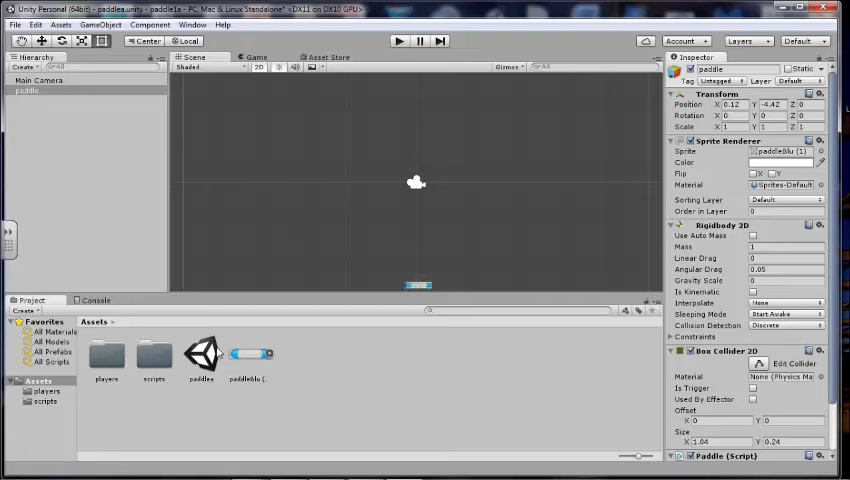 Unity Personal (64bit) - paddlea.unity - paddle1a - PC, Mac & Linux Standalone* <DX11 on DX10 GPU>
File Edit Assets GameObject Component Window Help
Center Local Account Layers Default
Hierarchy Scene Game Asset Store Inspector
Create All Shaded 2D Gizmos All paddle Static
Main Camera Tag Untagged Layer Default
paddle
Transform
Position X 0.12 Y -4.42 Z 0
Rotation X 0 Y 0 Z 0
Scale X 1 Y 1 Z 1
Sprite Renderer
Sprite paddleBlu (1)
Color
Flip X Y
Material Sprites-Default
Sorting Layer Default
Order in Layer 0
Rigidbody 2D
Use Auto Mass
Mass 1
Linear Drag 0
Angular Drag 0.05
Gravity Scale 0
Is Kinematic
Interpolate None
Sleeping Mode Start Awake
Collision Detection Discrete
Constraints
Project Console
Create
Favorites Assets
All Materials
All Models
All Prefabs
All Scripts
Assets
players
scripts
players scripts paddlea paddleBlu (.
Box Collider 2D
Edit Collider
Material None (Physics Ma
Is Trigger
Used By Effector
Offset
X 0 Y 0
Size
X 1.04 Y 0.24
Paddle (Script)